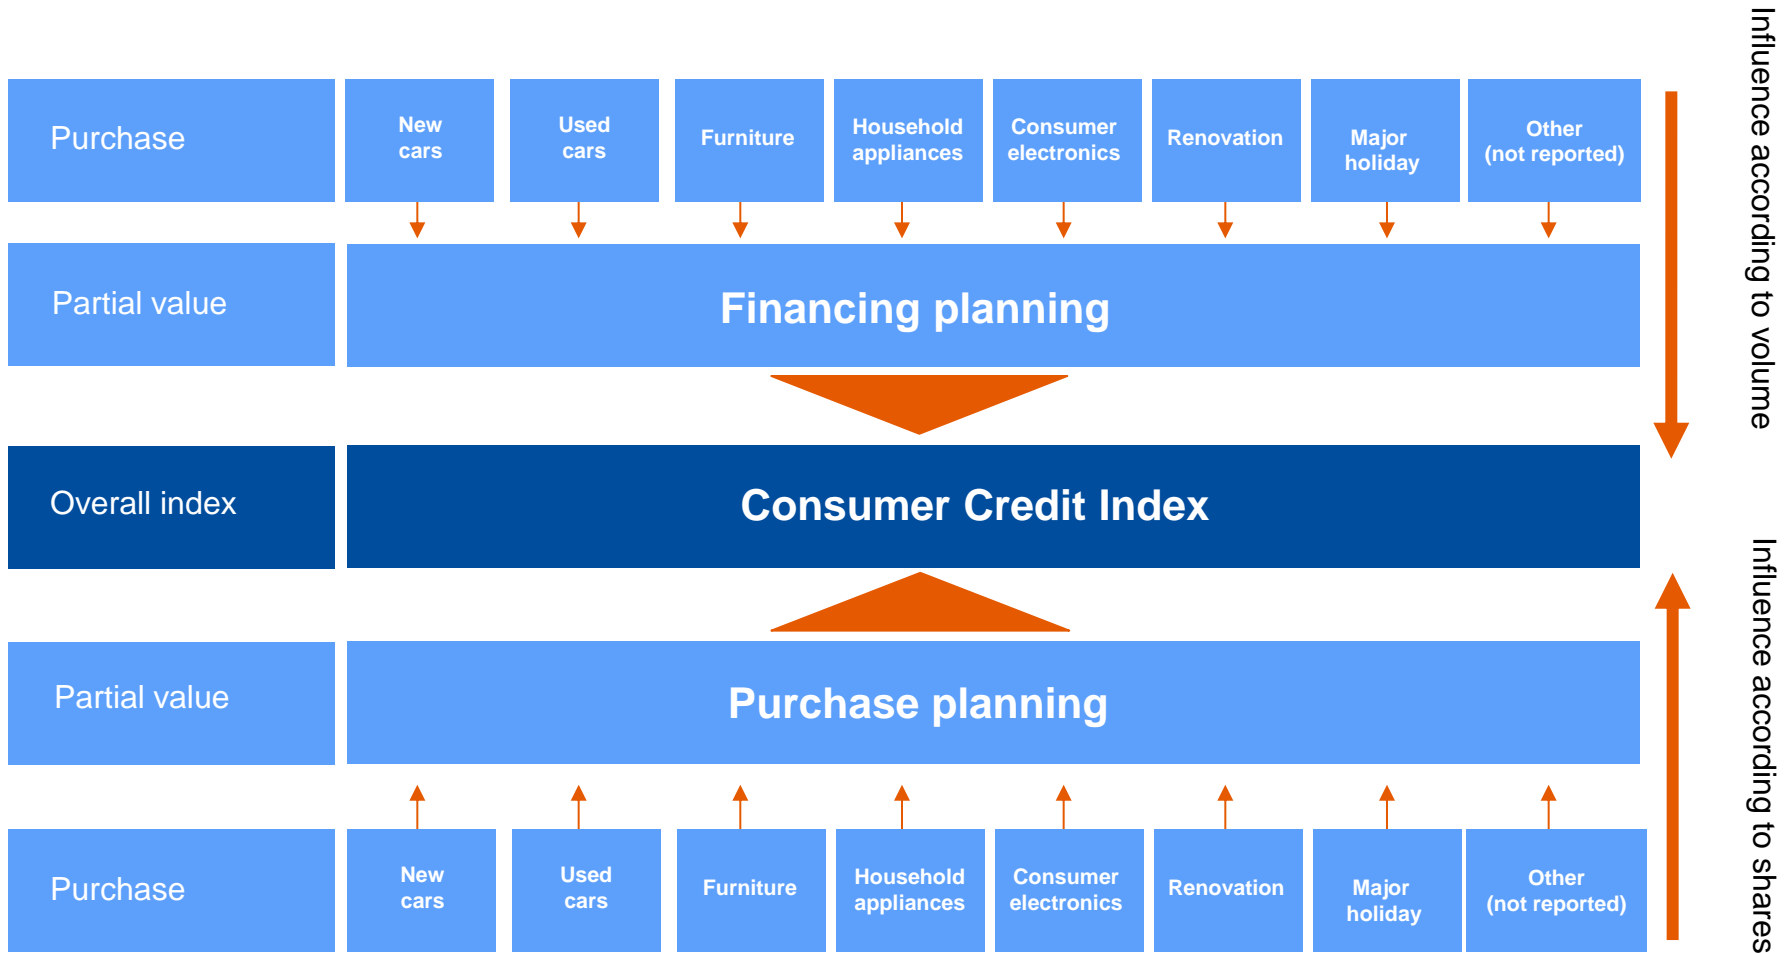 Purchase
New
cars
Used
cars
Furniture
Household
appliances
Consumer
electronics
Renovation
Major
holiday
Other
(not reported)
Partial value
Financing planning
Influence according to volume
Overall index
Consumer Credit Index
Partial value
Purchase planning
Influence according to shares
Purchase
New
cars
Used
cars
Furniture
Household
appliances
Consumer
electronics
Renovation
Major
holiday
Other
(not reported)